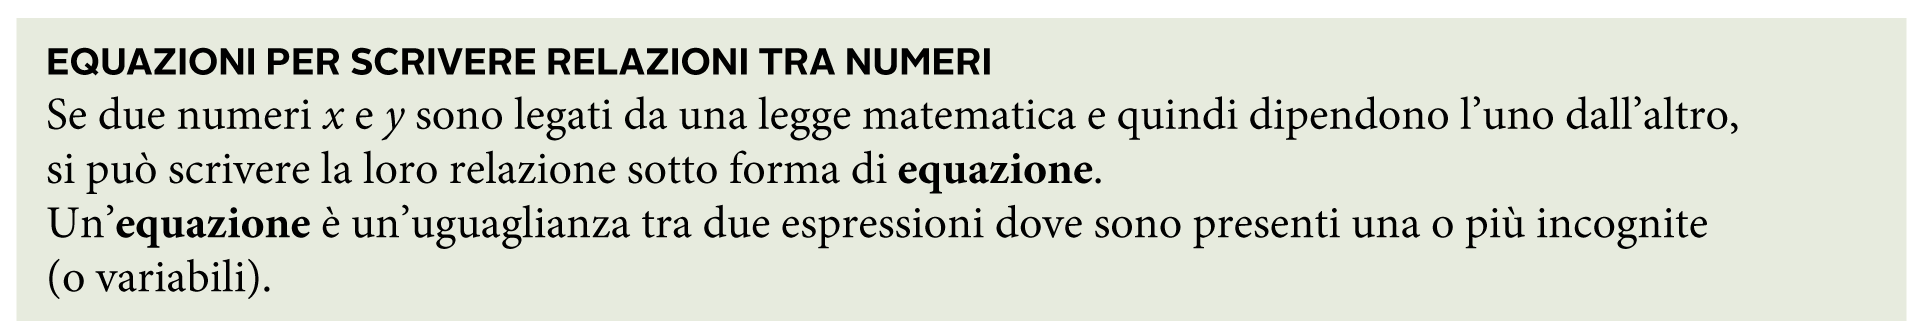 EQUAZIONI PER SCRIVERE RELAZIONI TRA NUMERI
Se due numeri x e y sono legati da una legge matematica e quindi dipendono l’uno dall’altro,
si può scrivere la loro relazione sotto forma di equazione.
Un’equazione è un’uguaglianza tra due espressioni dove sono presenti una o più incognite
(o variabili).